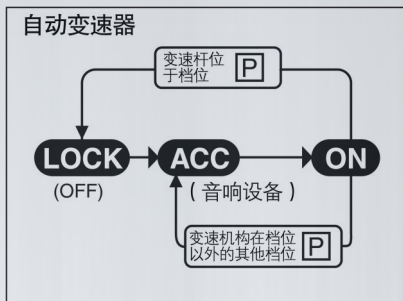 自动变速器
变速杆位
于档位 P
LOCK ACC ON
(OFF) (音响设备)
变速机构在档位
以外的其他档位 P